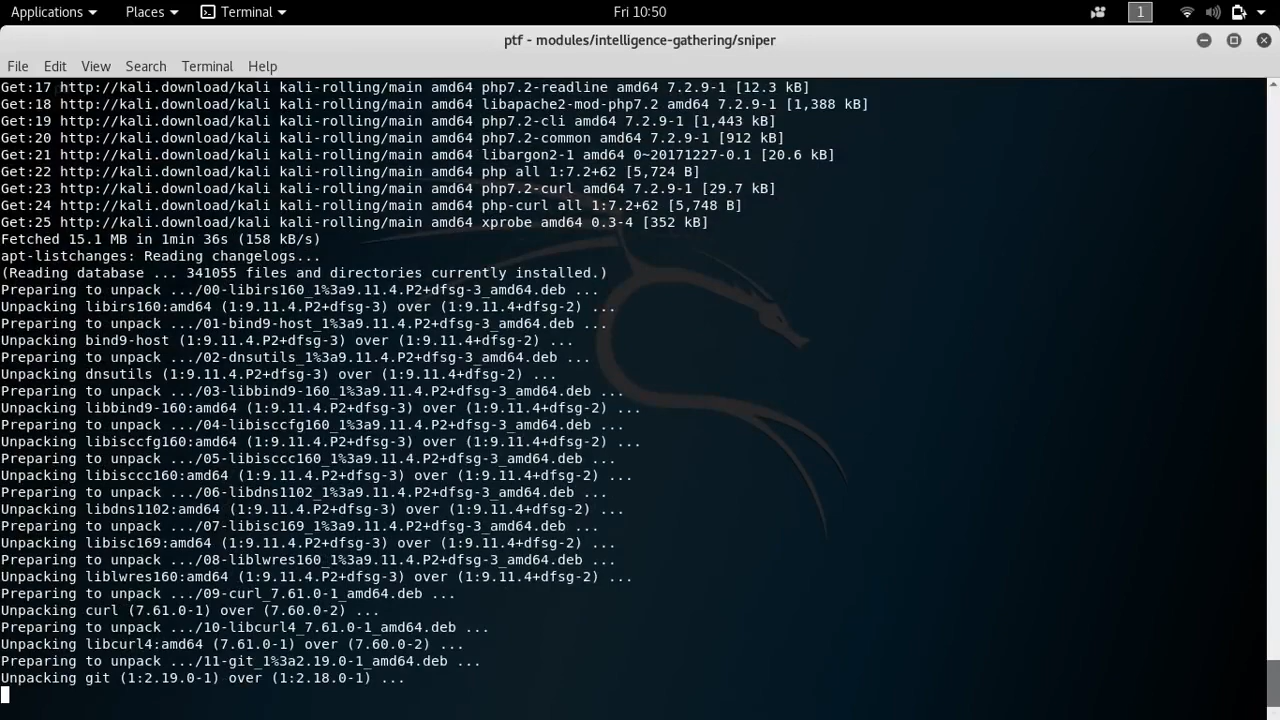 Applications Places Terminal Fri 10:50 1
ptf - modules/intelligence-gathering/sniper
File Edit View Search Terminal Help
Get:17 http://kali.download/kali kali-rolling/main amd64 php7.2-readline amd64 7.2.9-1 [12.3 kB]
Get:18 http://kali.download/kali kali-rolling/main amd64 libapache2-mod-php7.2 amd64 7.2.9-1 [1,388 kB]
Get:19 http://kali.download/kali kali-rolling/main amd64 php7.2-cli amd64 7.2.9-1 [1,443 kB]
Get:20 http://kali.download/kali kali-rolling/main amd64 php7.2-common amd64 7.2.9-1 [912 kB]
Get:21 http://kali.download/kali kali-rolling/main amd64 libargon2-1 amd64 0~20171227-0.1 [20.6 kB]
Get:22 http://kali.download/kali kali-rolling/main amd64 php all 1:7.2+62 [5,724 B]
Get:23 http://kali.download/kali kali-rolling/main amd64 php7.2-curl amd64 7.2.9-1 [29.7 kB]
Get:24 http://kali.download/kali kali-rolling/main amd64 php-curl all 1:7.2+62 [5,748 B]
Get:25 http://kali.download/kali kali-rolling/main amd64 xprobe amd64 0.3-4 [352 kB]
Fetched 15.1 MB in 1min 36s (158 kB/s)
apt-listchanges: Reading changelogs...
(Reading database ... 341055 files and directories currently installed.)
Preparing to unpack .../00-libirs160_1%3a9.11.4.P2+dfsg-3_amd64.deb ...
Unpacking libirs160:amd64 (1:9.11.4.P2+dfsg-3) over (1:9.11.4+dfsg-2) ...
Preparing to unpack .../01-bind9-host_1%3a9.11.4.P2+dfsg-3_amd64.deb ...
Unpacking bind9-host (1:9.11.4.P2+dfsg-3) over (1:9.11.4+dfsg-2) ...
Preparing to unpack .../02-dnsutils_1%3a9.11.4.P2+dfsg-3_amd64.deb ...
Unpacking dnsutils (1:9.11.4.P2+dfsg-3) over (1:9.11.4+dfsg-2) ...
Preparing to unpack .../03-libbind9-160_1%3a9.11.4.P2+dfsg-3_amd64.deb ...
Unpacking libbind9-160:amd64 (1:9.11.4.P2+dfsg-3) over (1:9.11.4+dfsg-2) ...
Preparing to unpack .../04-libisccfg160_1%3a9.11.4.P2+dfsg-3_amd64.deb ...
Unpacking libisccfg160:amd64 (1:9.11.4.P2+dfsg-3) over (1:9.11.4+dfsg-2) ...
Preparing to unpack .../05-libisccc160_1%3a9.11.4.P2+dfsg-3_amd64.deb ...
Unpacking libisccc160:amd64 (1:9.11.4.P2+dfsg-3) over (1:9.11.4+dfsg-2) ...
Preparing to unpack .../06-libdns1102_1%3a9.11.4.P2+dfsg-3_amd64.deb ...
Unpacking libdns1102:amd64 (1:9.11.4.P2+dfsg-3) over (1:9.11.4+dfsg-2) ...
Preparing to unpack .../07-libisc169_1%3a9.11.4.P2+dfsg-3_amd64.deb ...
Unpacking libisc169:amd64 (1:9.11.4.P2+dfsg-3) over (1:9.11.4+dfsg-2) ...
Preparing to unpack .../08-liblwres160_1%3a9.11.4.P2+dfsg-3_amd64.deb ...
Unpacking liblwres160:amd64 (1:9.11.4.P2+dfsg-3) over (1:9.11.4+dfsg-2) ...
Preparing to unpack .../09-curl_7.61.0-1_amd64.deb ...
Unpacking curl (7.61.0-1) over (7.60.0-2) ...
Preparing to unpack .../10-libcurl4_7.61.0-1_amd64.deb ...
Unpacking libcurl4:amd64 (7.61.0-1) over (7.60.0-2) ...
Preparing to unpack .../11-git_1%3a2.19.0-1_amd64.deb ...
Unpacking git (1:2.19.0-1) over (1:2.18.0-1) ...